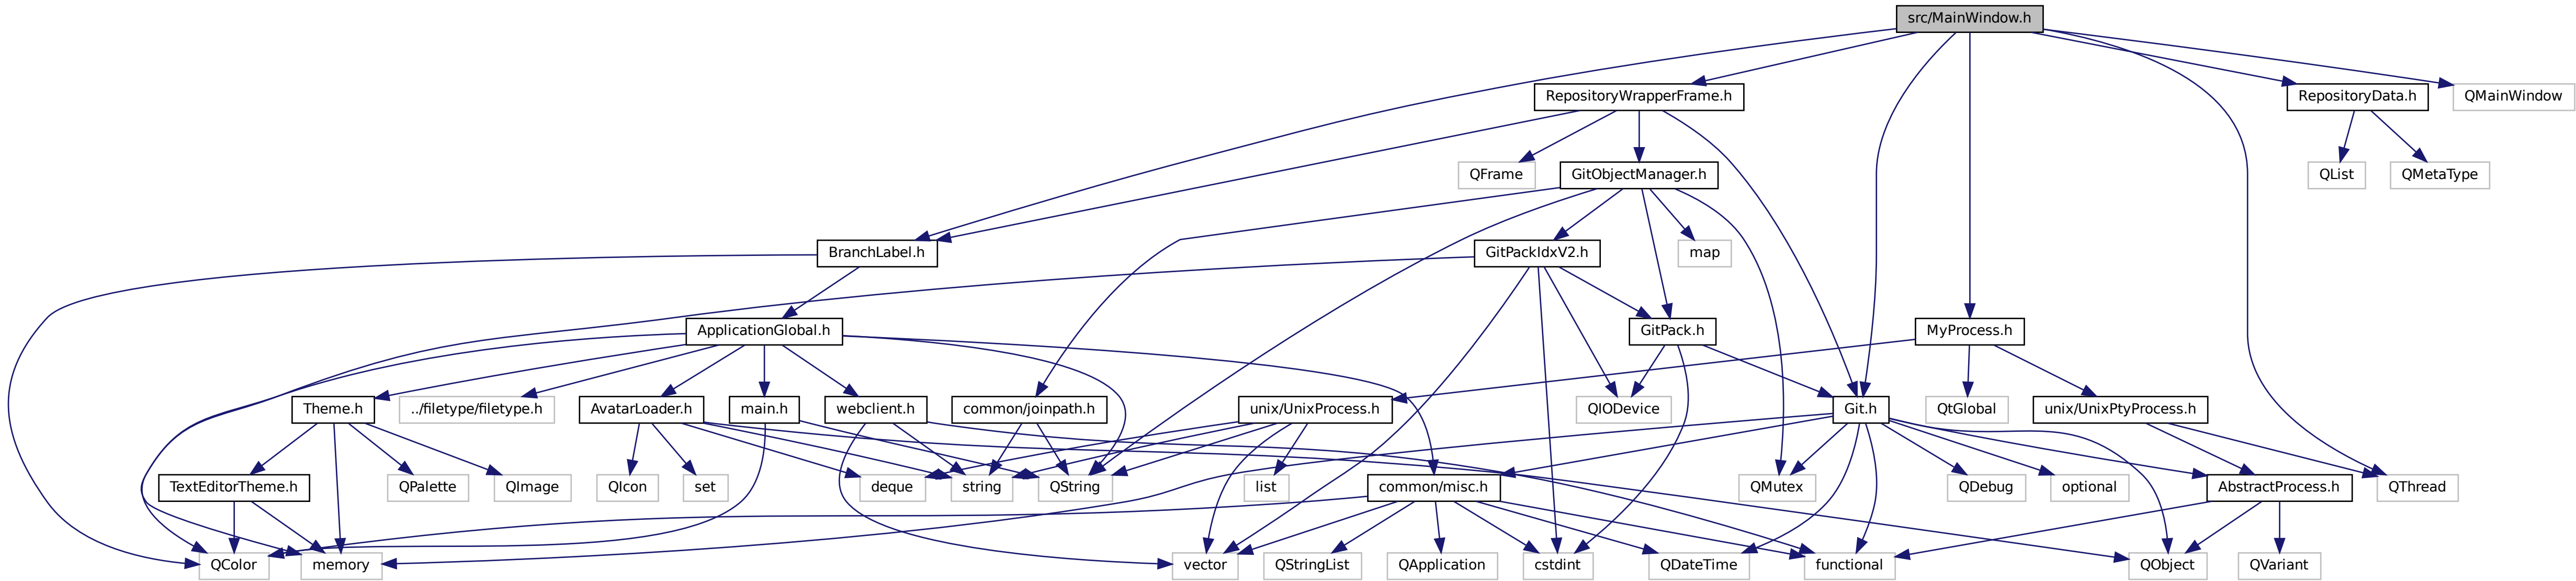 src/MainWindow.h
RepositoryWrapperFrame.h
RepositoryData.h
QMainWindow
QFrame
GitObjectManager.h
QList
QMetaType
BranchLabel.h
GitPackIdxV2.h
map
ApplicationGlobal.h
GitPack.h
MyProcess.h
Theme.h
../filetype/filetype.h
AvatarLoader.h
main.h
webclient.h
common/joinpath.h
unix/UnixProcess.h
QIODevice
Git.h
QtGlobal
unix/UnixPtyProcess.h
TextEditorTheme.h
QPalette
QImage
QIcon
set
deque
string
QString
list
common/misc.h
QMutex
QDebug
optional
AbstractProcess.h
QThread
QColor
memory
vector
QStringList
QApplication
cstdint
QDateTime
functional
QObject
QVariant